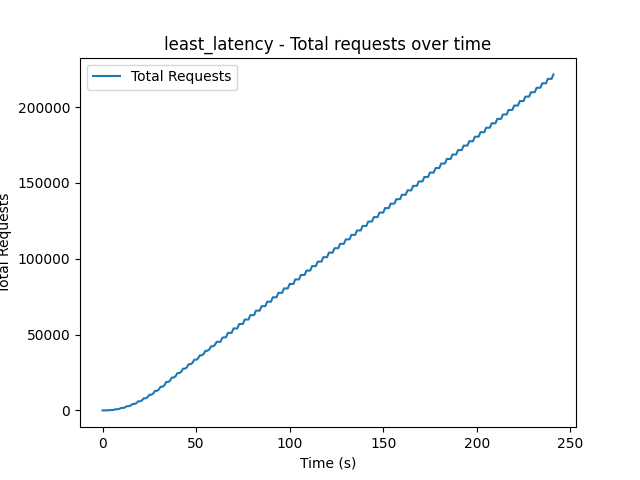 least_latency - Total requests over time
Total Requests
Total Requests
200000
150000
100000
50000
0
0 50 100 150 200 250
Time (s)